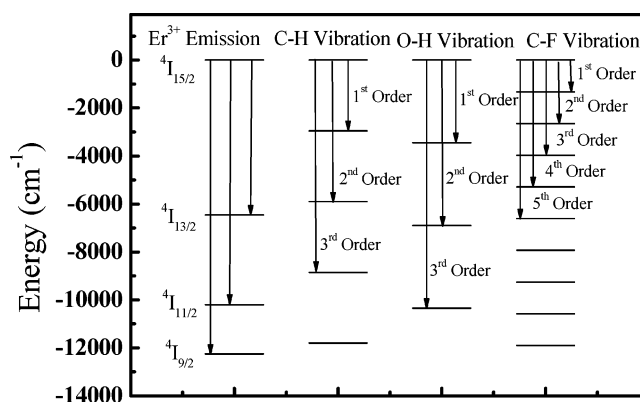 Er³⁺ Emission C-H Vibration O-H Vibration C-F Vibration
0
⁴I15/2
1ˢᵗ Order
1ˢᵗ Order
1ˢᵗ Order
-2000
2ⁿᵈ Order
3ʳᵈ Order
-4000
4ᵗʰ Order
2ⁿᵈ Order
2ⁿᵈ Order
5ᵗʰ Order
-6000
⁴I13/2
3ʳᵈ Order
-8000
3ʳᵈ Order
-10000
⁴I11/2
-12000
⁴I9/2
-14000
Energy (cm⁻¹)